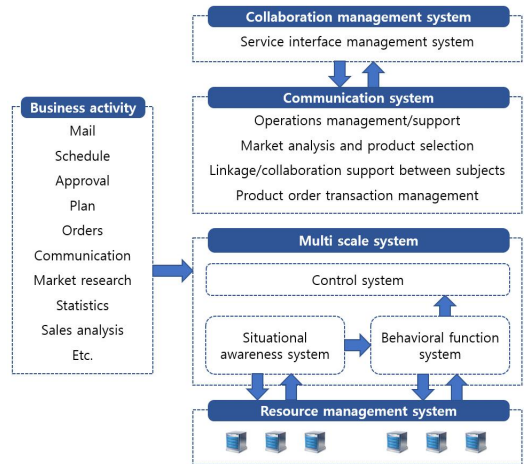 Collaboration management system
Service interface management system
Communication system
Operations management/support
Market analysis and product selection
Linkage/collaboration support between subjects
Product order transaction management
Business activity
Mail
Schedule
Approval
Plan
Orders
Communication
Market research
Statistics
Sales analysis
Etc.
Multi scale system
Control system
Situational
awareness system
Behavioral function
system
Resource management system